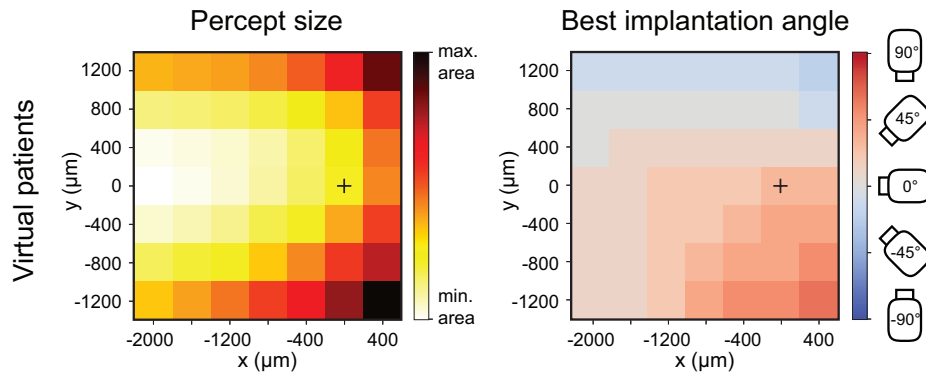 Percept size
Best implantation angle
Virtual patients
y (µm)
1200
800
400
0
-400
-800
-1200
-2000
-1200
-400
400
x (µm)
max.
area
min.
area
y (µm)
1200
800
400
0
-400
-800
-1200
-2000
-1200
-400
400
x (µm)
90°
45°
0°
-45°
-90°